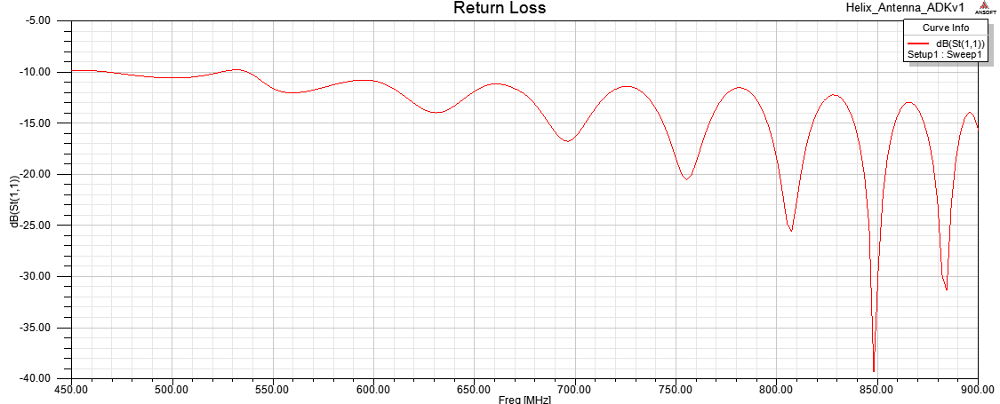 Return Loss
Helix_Antenna_ADKv1
ANSOFT
Curve Info
dB(St(1,1))
Setup1 : Sweep1
-5.00
-10.00
-15.00
-20.00
-25.00
-30.00
-35.00
-40.00
dB(St(1,1))
450.00 500.00 550.00 600.00 650.00 700.00 750.00 800.00 850.00 900.00
Freq [MHz]